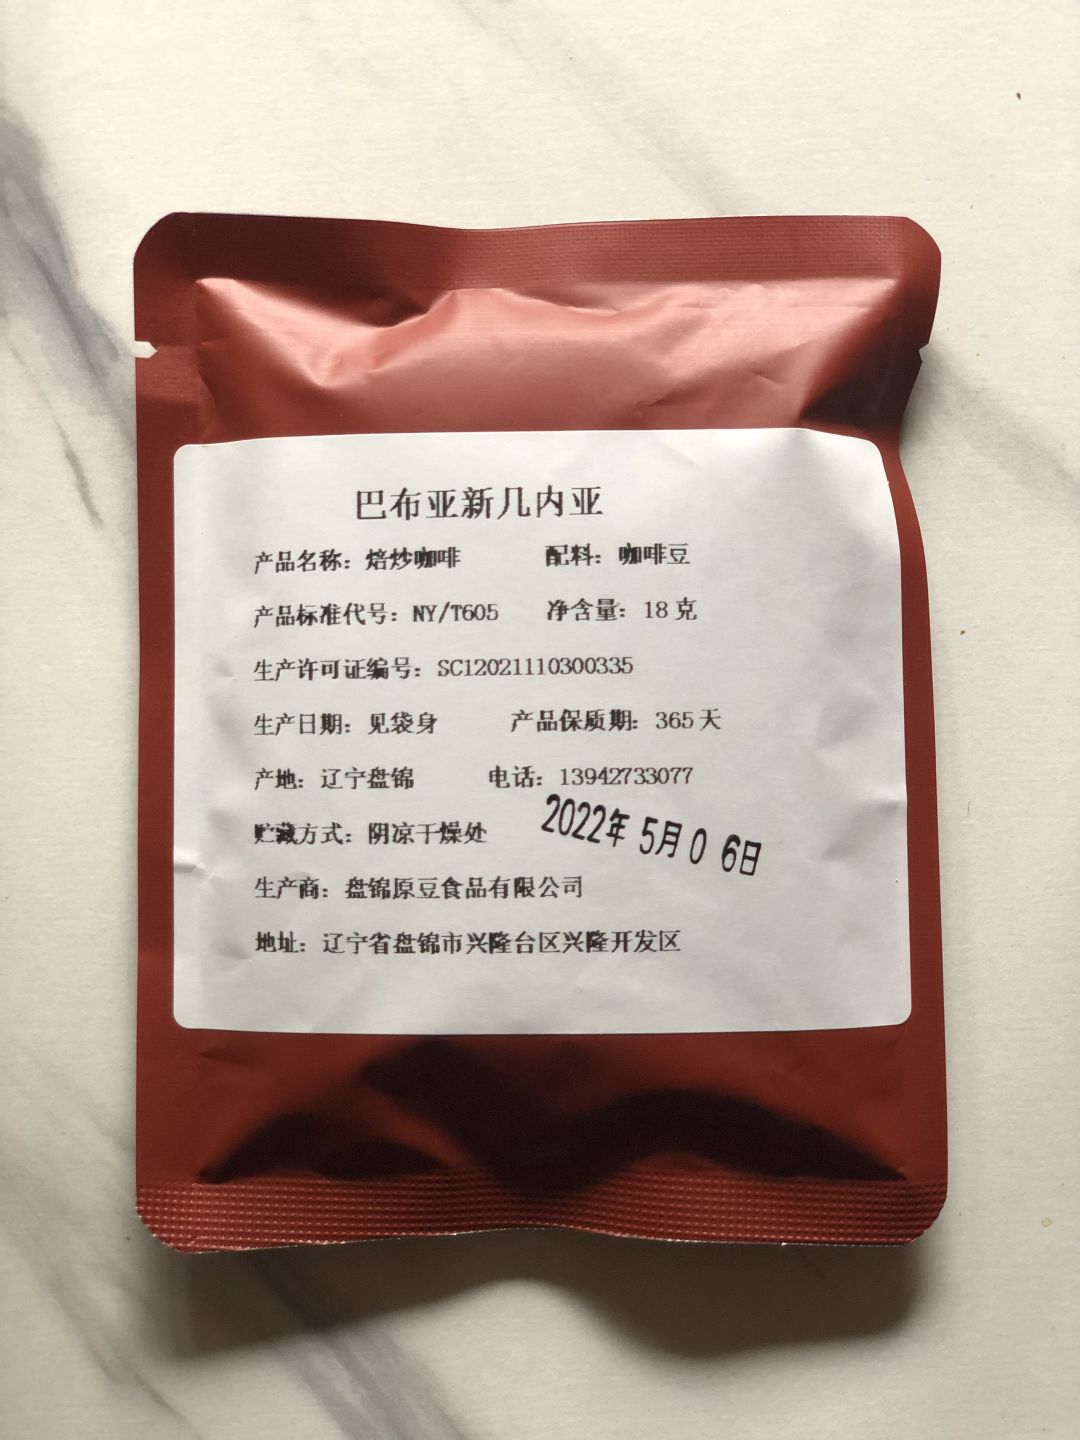 巴布亚新几内亚
产品名称：焙炒咖啡 配料：咖啡豆
产品标准代号：NY/T605 净含量：18克
生产许可证编号：SC12021110300335
生产日期：见袋身 产品保质期：365天
产地：辽宁盘锦 电话：13942733077
2022年 5月0 6日
贮藏方式：阴凉干燥处
生产商：盘锦原豆食品有限公司
地址：辽宁省盘锦市兴隆台区兴隆开发区